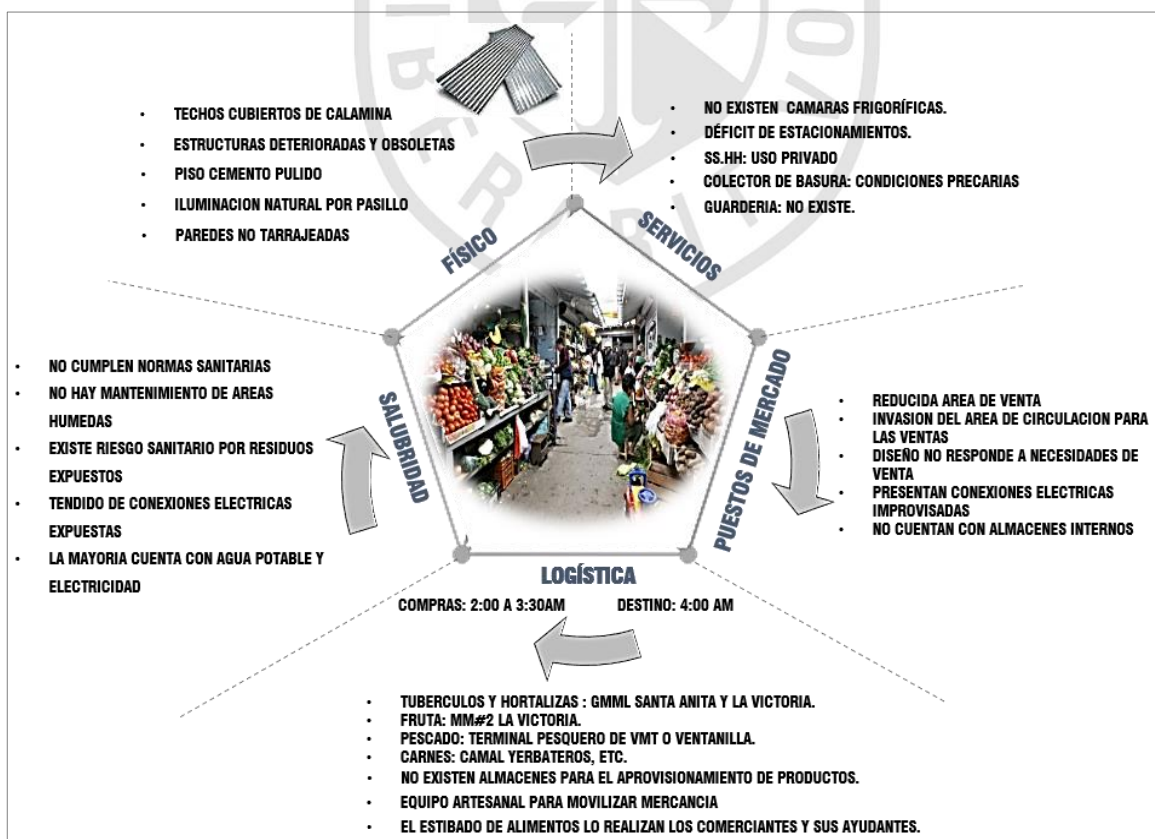 • TECHOS CUBIERTOS DE CALAMINA
• ESTRUCTURAS DETERIORADAS Y OBSOLETAS
• PISO CEMENTO PULIDO
• ILUMINACION NATURAL POR PASILLO
• PAREDES NO TARRAJEADAS
• NO EXISTEN CAMARAS FRIGORÍFICAS.
• DÉFICIT DE ESTACIONAMIENTOS.
• SS.HH: USO PRIVADO
• COLECTOR DE BASURA: CONDICIONES PRECARIAS
• GUARDERIA: NO EXISTE.
FÍSICO
SERVICIOS
SALUBRIDAD
PUESTOS DE MERCADO
• NO CUMPLEN NORMAS SANITARIAS
• NO HAY MANTENIMIENTO DE AREAS
HUMEDAS
• EXISTE RIESGO SANITARIO POR RESIDUOS
EXPUESTOS
• TENDIDO DE CONEXIONES ELECTRICAS
EXPUESTAS
• LA MAYORIA CUENTA CON AGUA POTABLE Y
ELECTRICIDAD
• REDUCIDA AREA DE VENTA
• INVASION DEL AREA DE CIRCULACION PARA
LAS VENTAS
• DISEÑO NO RESPONDE A NECESIDADES DE
VENTA
• PRESENTAN CONEXIONES ELECTRICAS
IMPROVISADAS
• NO CUENTAN CON ALMACENES INTERNOS
LOGÍSTICA
COMPRAS: 2:00 A 3:30AM DESTINO: 4:00 AM
• TUBERCULOS Y HORTALIZAS : GMML SANTA ANITA Y LA VICTORIA.
• FRUTA: MM#2 LA VICTORIA.
• PESCADO: TERMINAL PESQUERO DE VMT O VENTANILLA.
• CARNES: CAMAL YERBATEROS, ETC.
• NO EXISTEN ALMACENES PARA EL APROVISIONAMIENTO DE PRODUCTOS.
• EQUIPO ARTESANAL PARA MOVILIZAR MERCANCIA
• EL ESTIBADO DE ALIMENTOS LO REALIZAN LOS COMERCIANTES Y SUS AYUDANTES.